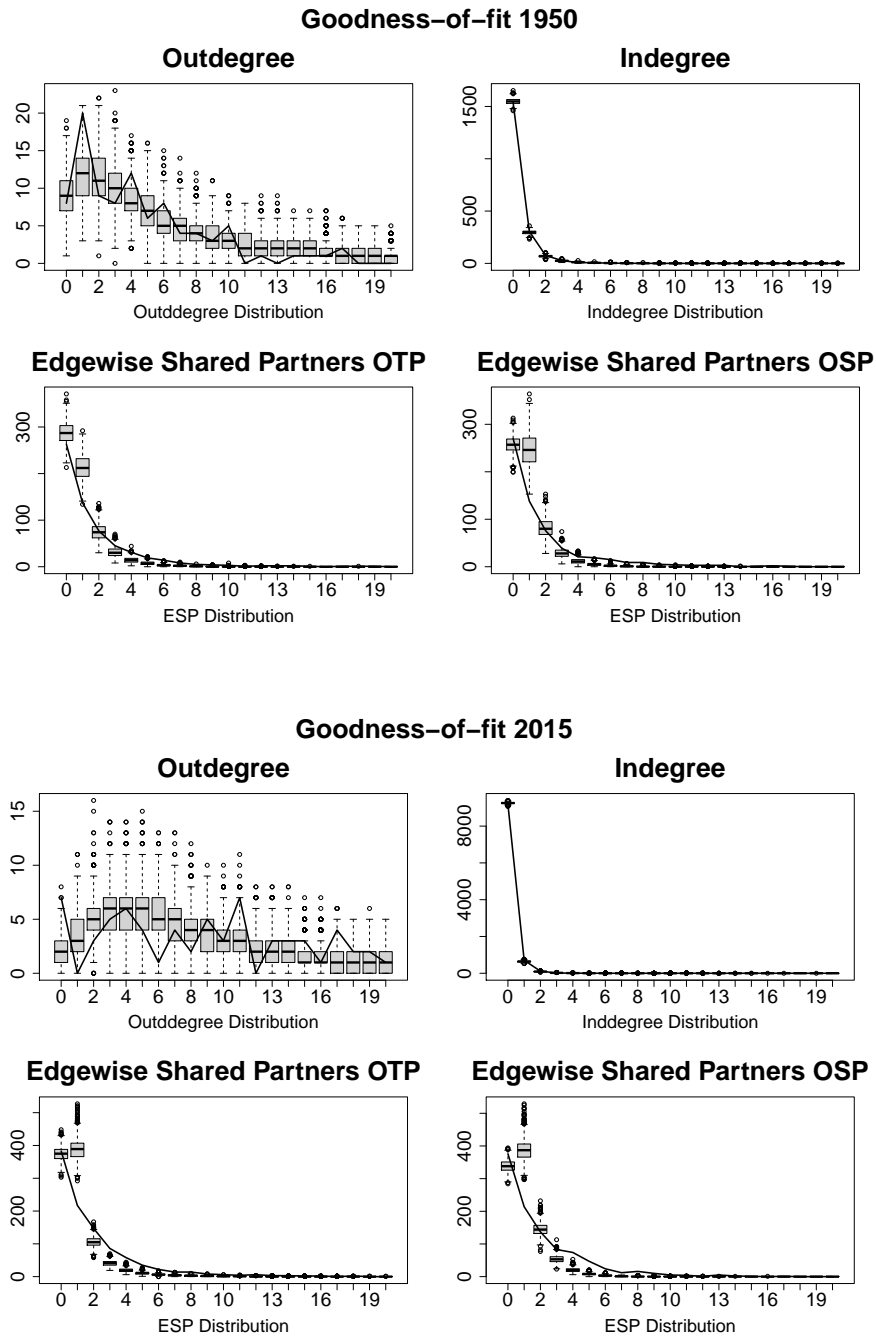 Goodness−of−fit 1950
Outdegree
Indegree
0 5 10 15 20
0 2 4 6 8 10 13 16 19
Outddegree Distribution
0 500 1500
0 2 4 6 8 10 13 16 19
Inddegree Distribution
Edgewise Shared Partners OTP
Edgewise Shared Partners OSP
0 100 300
0 2 4 6 8 10 13 16 19
ESP Distribution
0 100 300
0 2 4 6 8 10 13 16 19
ESP Distribution
Goodness−of−fit 2015
Outdegree
Indegree
0 5 10 15
0 2 4 6 8 10 13 16 19
Outddegree Distribution
0 4000 8000
0 2 4 6 8 10 13 16 19
Inddegree Distribution
Edgewise Shared Partners OTP
Edgewise Shared Partners OSP
0 200 400
0 2 4 6 8 10 13 16 19
ESP Distribution
0 200 400
0 2 4 6 8 10 13 16 19
ESP Distribution